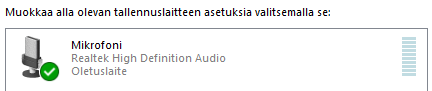 Muokkaa alla olevan tallennuslaitteen asetuksia valitsemalla se:
Mikrofoni
Realtek High Definition Audio
Oletuslaite